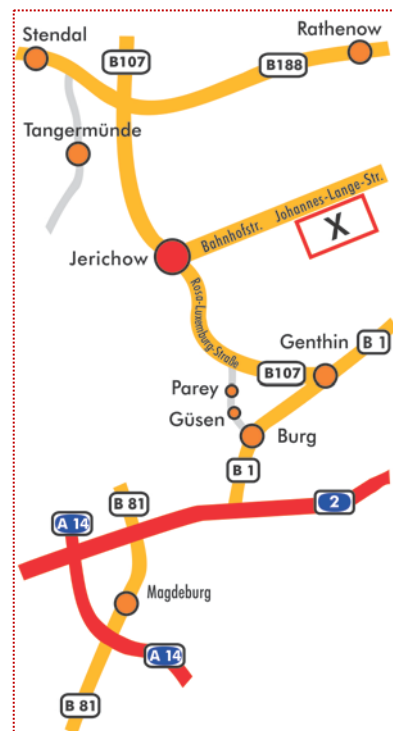 Stendal
Rathenow
B107
B188
Tangermünde
Bahnhofstr. Johannes-Lange-Str.
X
Jerichow
Rosa-Luxemburg-Straße
Genthin
B 1
B107
Parey
Güsen
Burg
B 1
B 81
2
A 14
Magdeburg
A 14
B 81